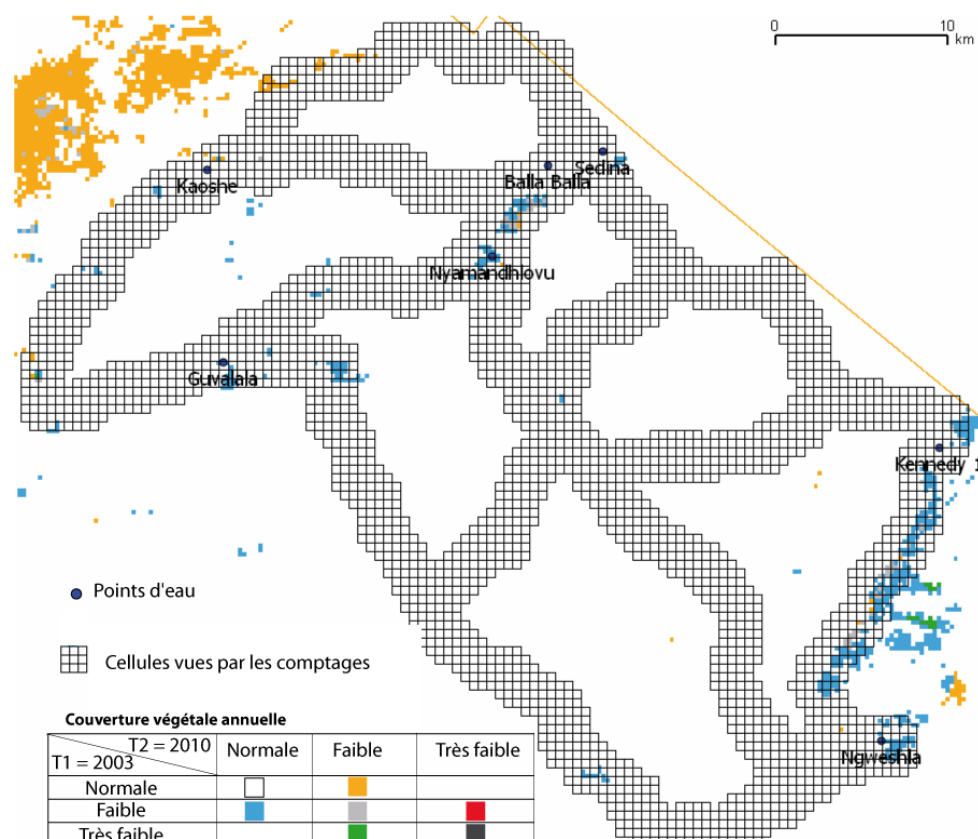 0 10
km
Sedina
Balla Balla
Kaoshe
Nyamandhlovu
Guvalala
Kennedy 1
Points d'eau
Cellules vues par les comptages
Ngweshla
Couverture végétale annuelle
T2 = 2010 Normale Faible Très faible
T1 = 2003
Normale
Faible
Très faible